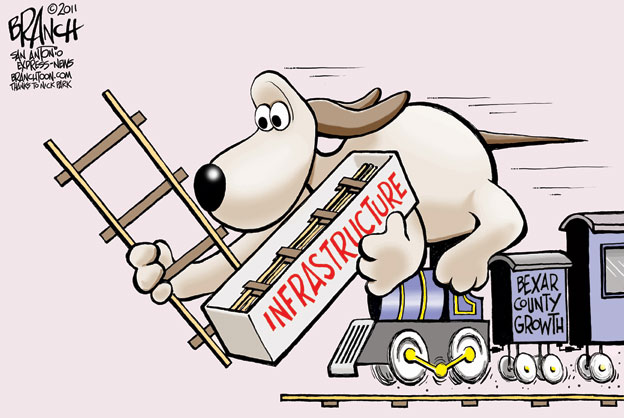 ©2011
BRANCH
SAN ANTONIO
EXPRESS-NEWS
BRANCHTOON.COM
THANKS TO NICK PARK
INFRASTRUCTURE
BEXAR
COUNTY
GROWTH